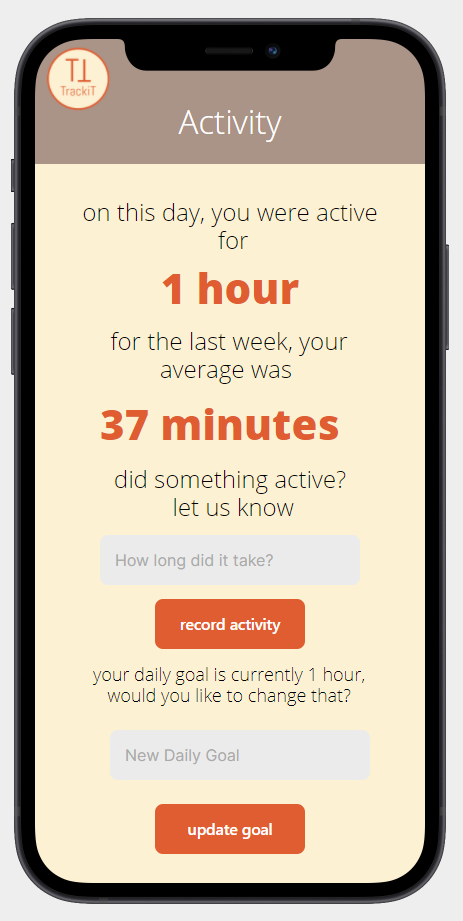 TT
TrackiT
Activity
on this day, you were active
for
1 hour
for the last week, your
average was
37 minutes
did something active?
let us know
How long did it take?
record activity
your daily goal is currently 1 hour,
would you like to change that?
New Daily Goal
update goal